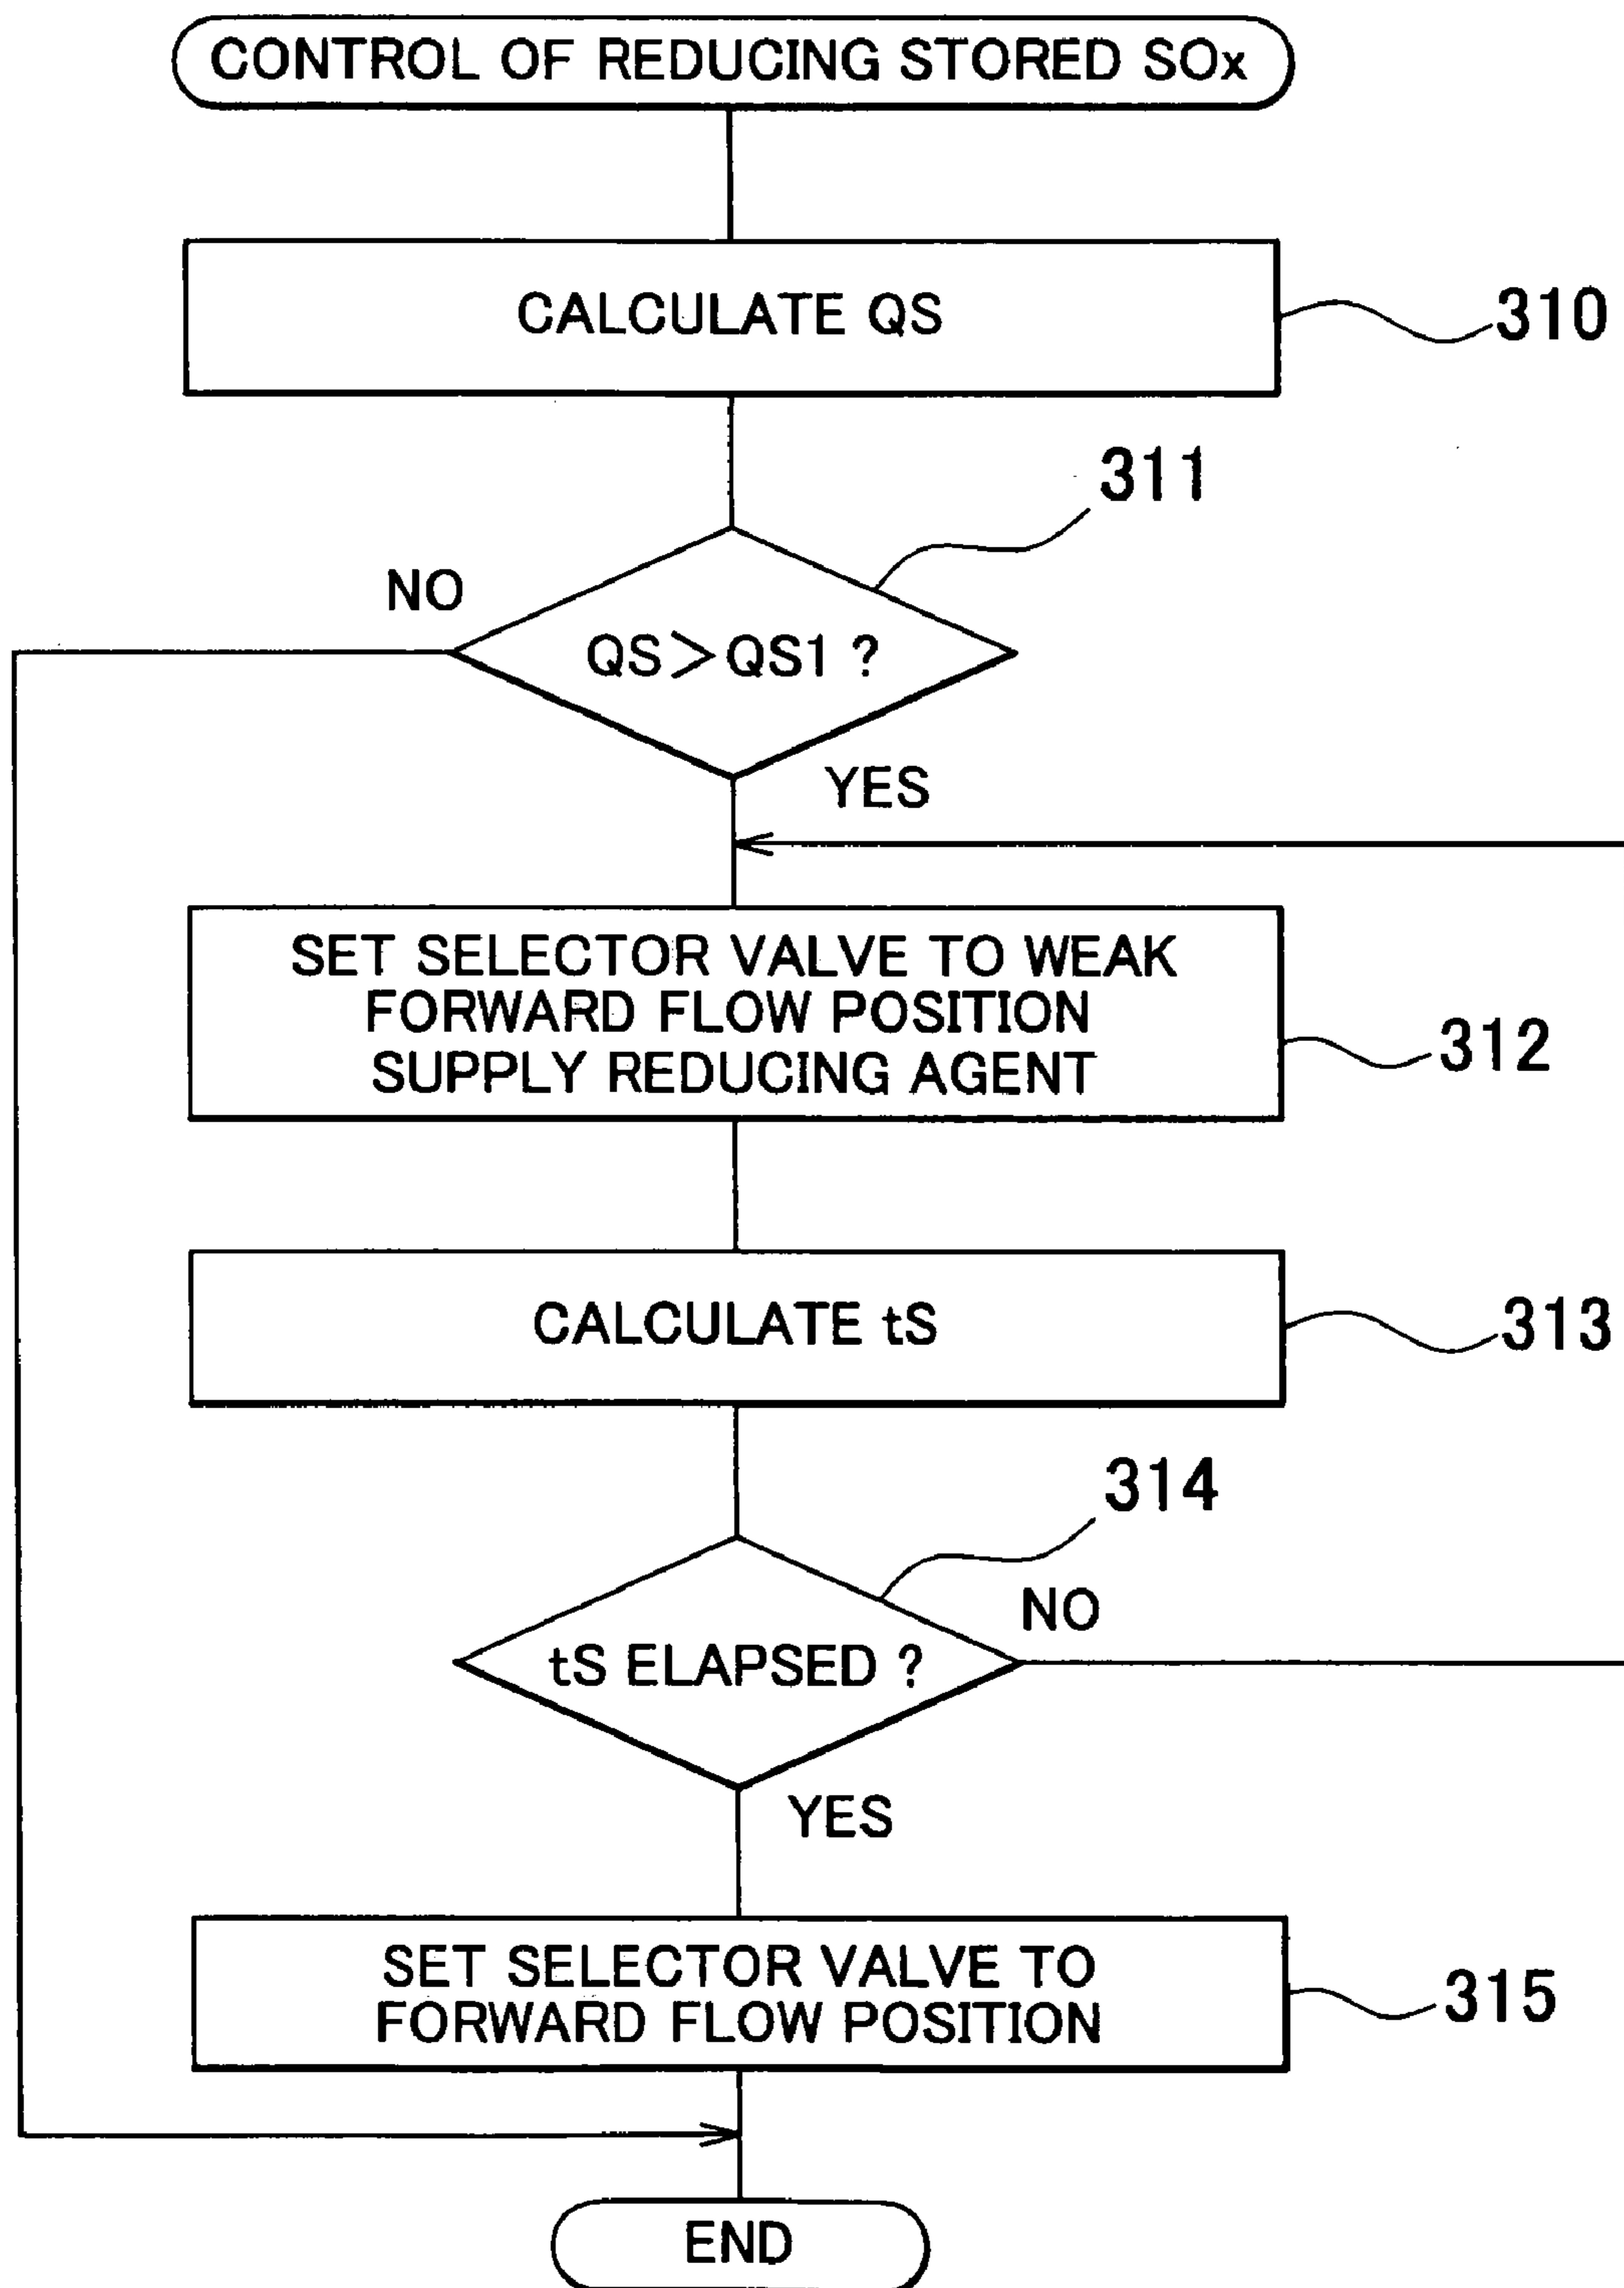 CONTROL OF REDUCING STORED SOx
CALCULATE QS
310
311
NO
QS>QS1 ?
YES
SET SELECTOR VALVE TO WEAK
FORWARD FLOW POSITION
SUPPLY REDUCING AGENT
312
CALCULATE tS
313
314
NO
tS ELAPSED ?
YES
SET SELECTOR VALVE TO
FORWARD FLOW POSITION
315
END